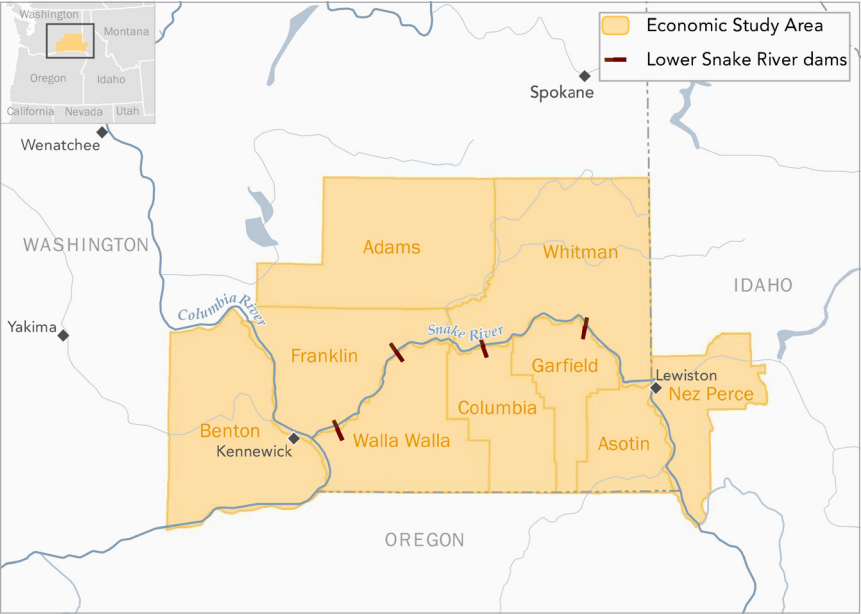 Washington
Montana
Oregon
Idaho
California
Nevada
Utah
Economic Study Area
Lower Snake River dams
Spokane
Wenatchee
WASHINGTON
Adams
Whitman
IDAHO
Columbia River
Yakima
Snake River
Franklin
Garfield
Lewiston
Nez Perce
Columbia
Benton
Walla Walla
Asotin
Kennewick
OREGON